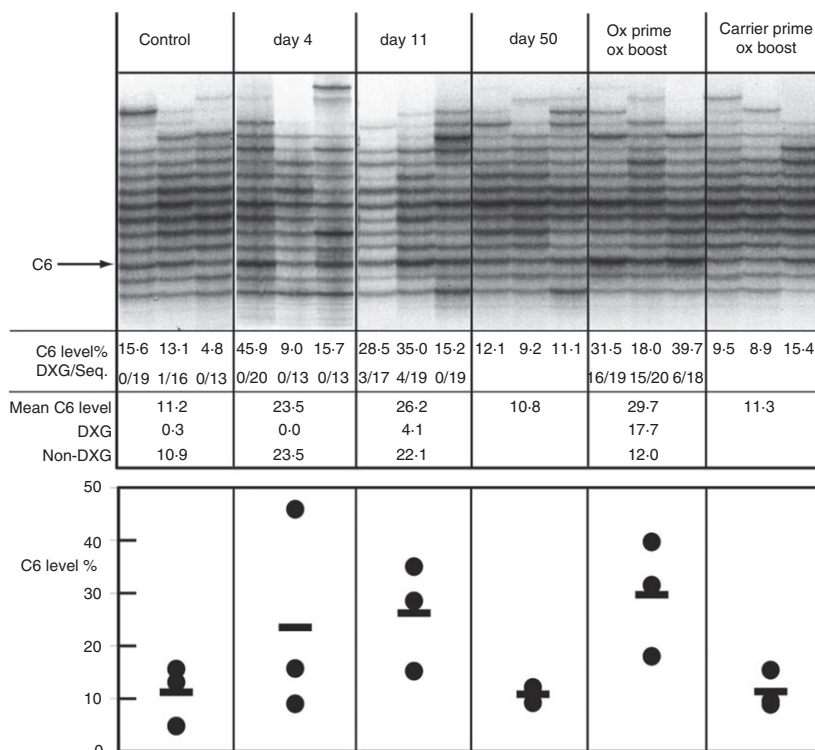 Control day 4 day 11 day 50 Ox prime ox boost Carrier prime ox boost
C6
C6 level% 15·6 13·1 4·8 45·9 9·0 15·7 28·5 35·0 15·2 12·1 9·2 11·1 31·5 18·0 39·7 9·5 8·9 15·4
DXG/Seq. 0/19 1/16 0/13 0/20 0/13 0/13 3/17 4/19 0/19 16/19 15/20 6/18
Mean C6 level 11·2 23·5 26·2 10·8 29·7 11·3
DXG 0·3 0·0 4·1 17·7
Non-DXG 10·9 23·5 22·1 12·0
50
40
C6 level %
30
20
10
0